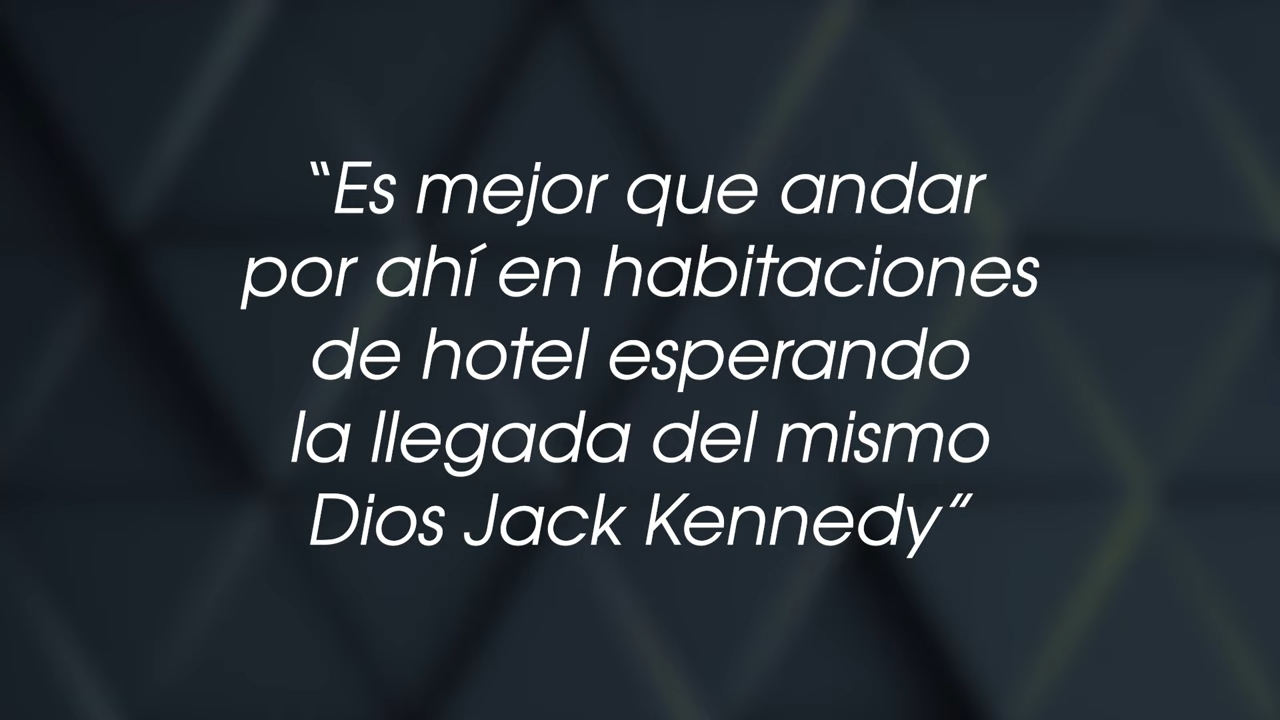 “Es mejor que andar
por ahí en habitaciones
de hotel esperando
la llegada del mismo
Dios Jack Kennedy”